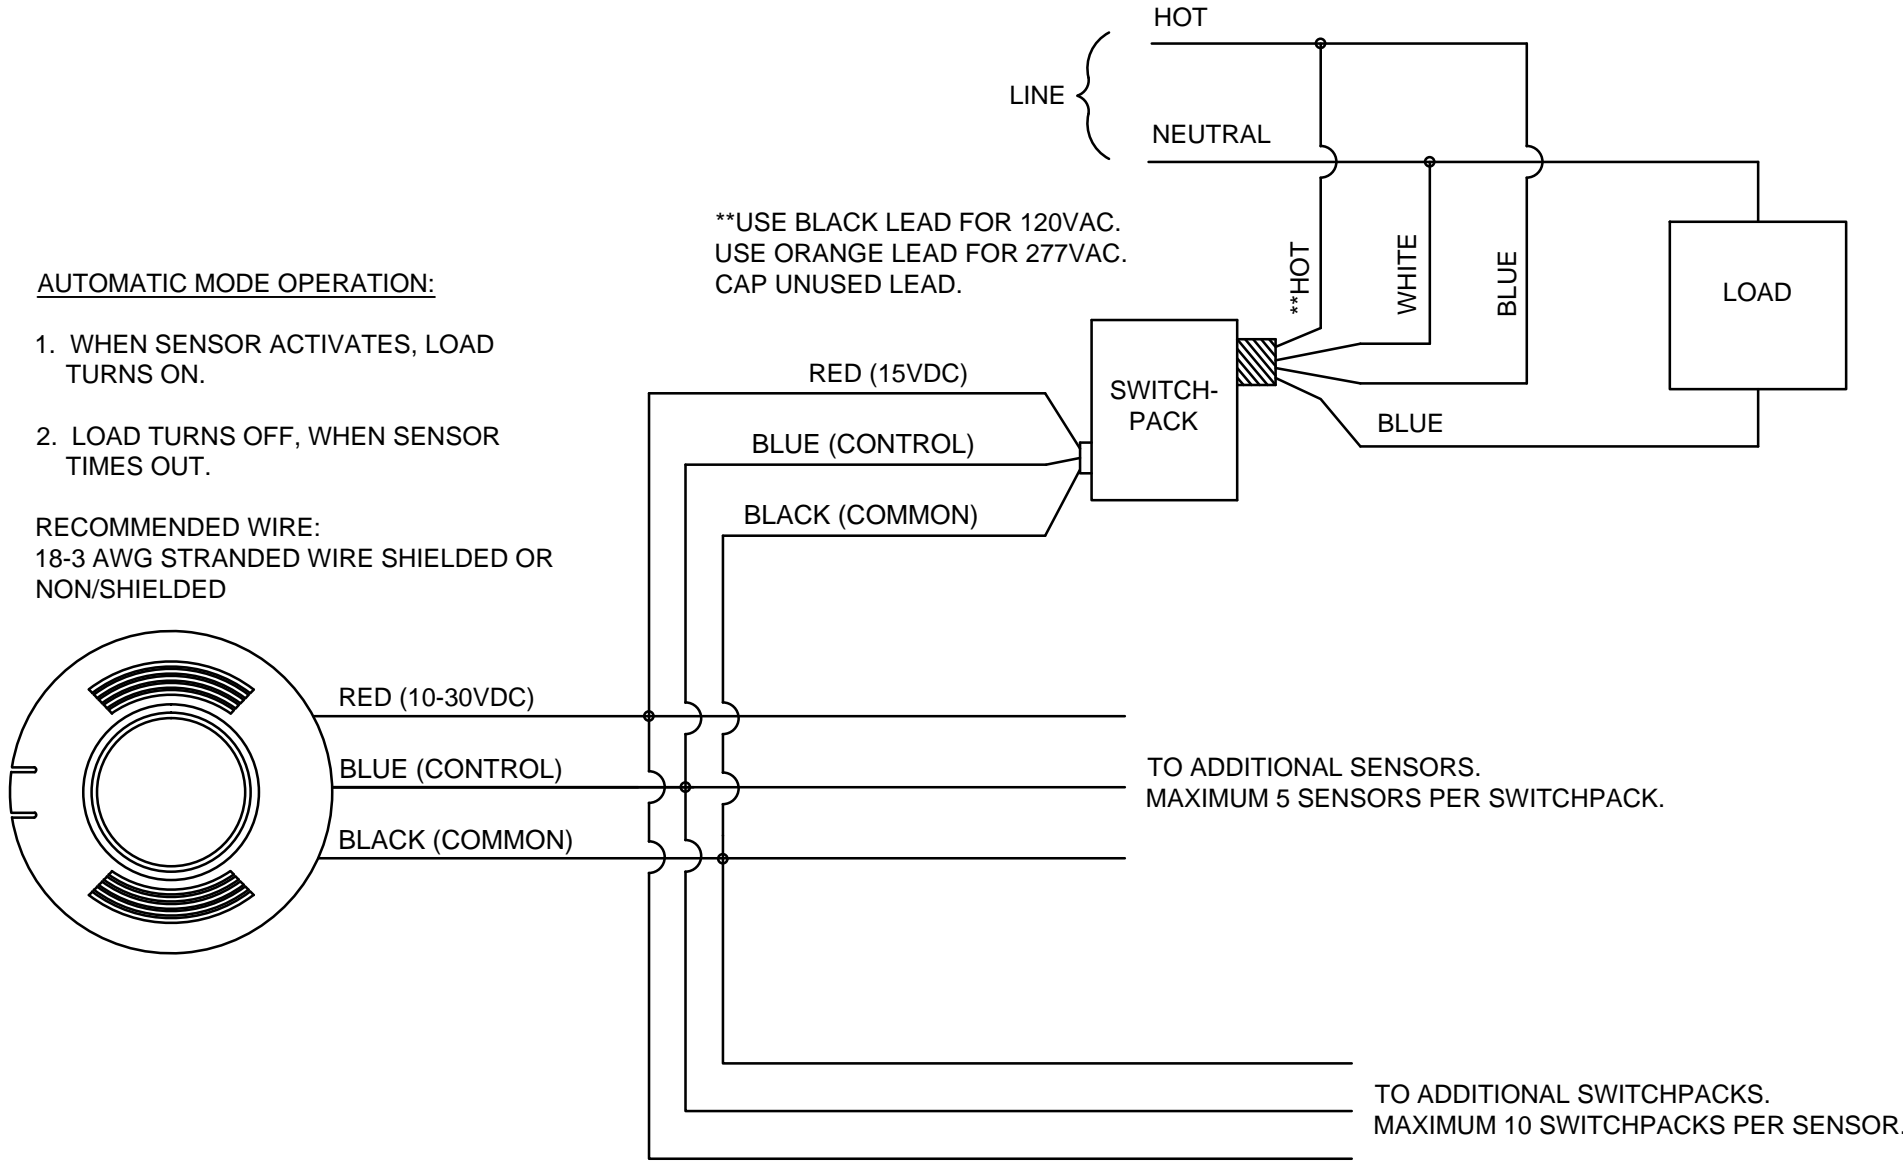 HOT
LINE
NEUTRAL
**USE BLACK LEAD FOR 120VAC.
USE ORANGE LEAD FOR 277VAC.
CAP UNUSED LEAD.
**HOT
WHITE
BLUE
LOAD
AUTOMATIC MODE OPERATION:
1. WHEN SENSOR ACTIVATES, LOAD
TURNS ON.
2. LOAD TURNS OFF, WHEN SENSOR
TIMES OUT.
RECOMMENDED WIRE:
18-3 AWG STRANDED WIRE SHIELDED OR
NON/SHIELDED
RED (15VDC)
BLUE (CONTROL)
BLACK (COMMON)
SWITCH-
PACK
BLUE
RED (10-30VDC)
BLUE (CONTROL)
BLACK (COMMON)
TO ADDITIONAL SENSORS.
MAXIMUM 5 SENSORS PER SWITCHPACK.
TO ADDITIONAL SWITCHPACKS.
MAXIMUM 10 SWITCHPACKS PER SENSOR.